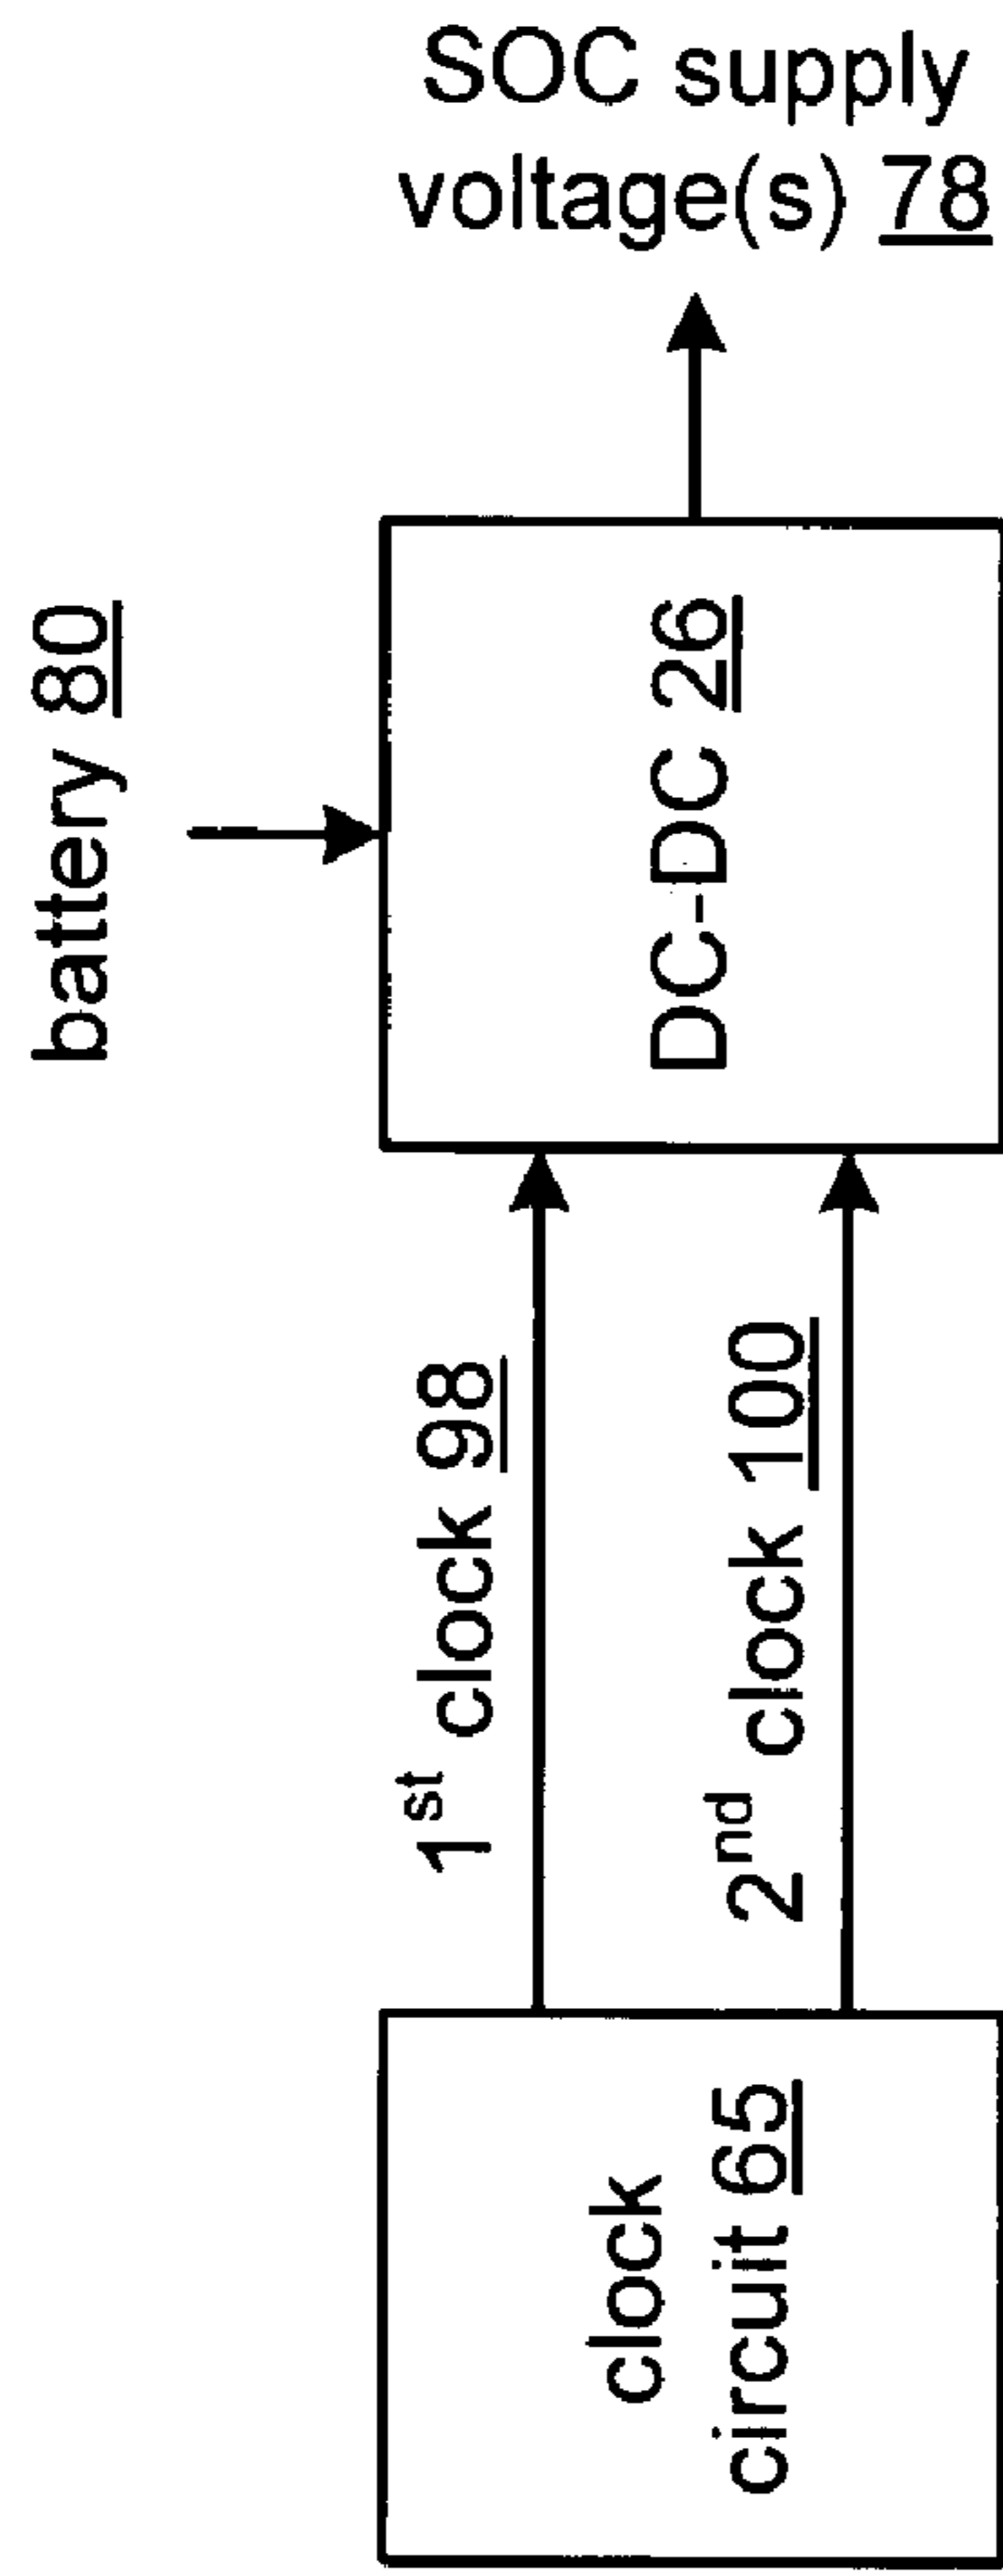 SOC supply
voltage(s) 78
battery 80
DC-DC 26
1st clock 98
2nd clock 100
clock
circuit 65